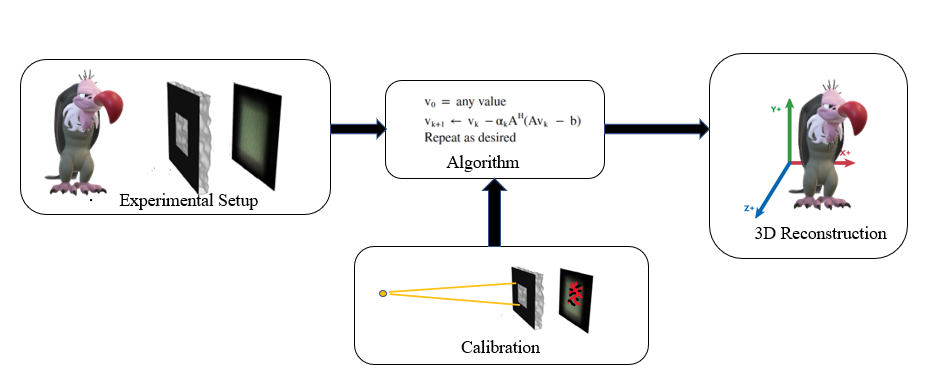 Experimental Setup
v₀ = any value
vₖ₊₁ ← vₖ − αₖAᴴ(Avₖ − b)
Repeat as desired
Algorithm
Calibration
Y+
X+
Z+
3D Reconstruction